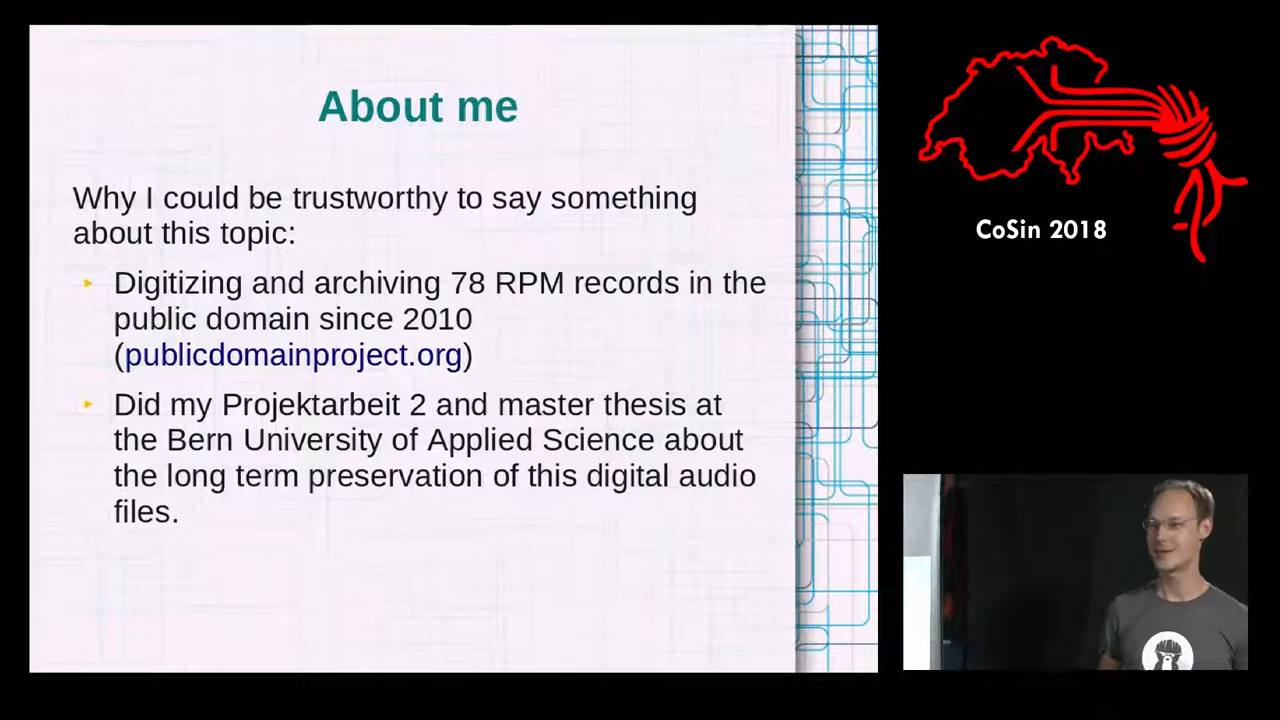 About me
Why I could be trustworthy to say something
about this topic:
Digitizing and archiving 78 RPM records in the
public domain since 2010
(publicdomainproject.org)
Did my Projektarbeit 2 and master thesis at
the Bern University of Applied Science about
the long term preservation of this digital audio
files.
CoSin 2018